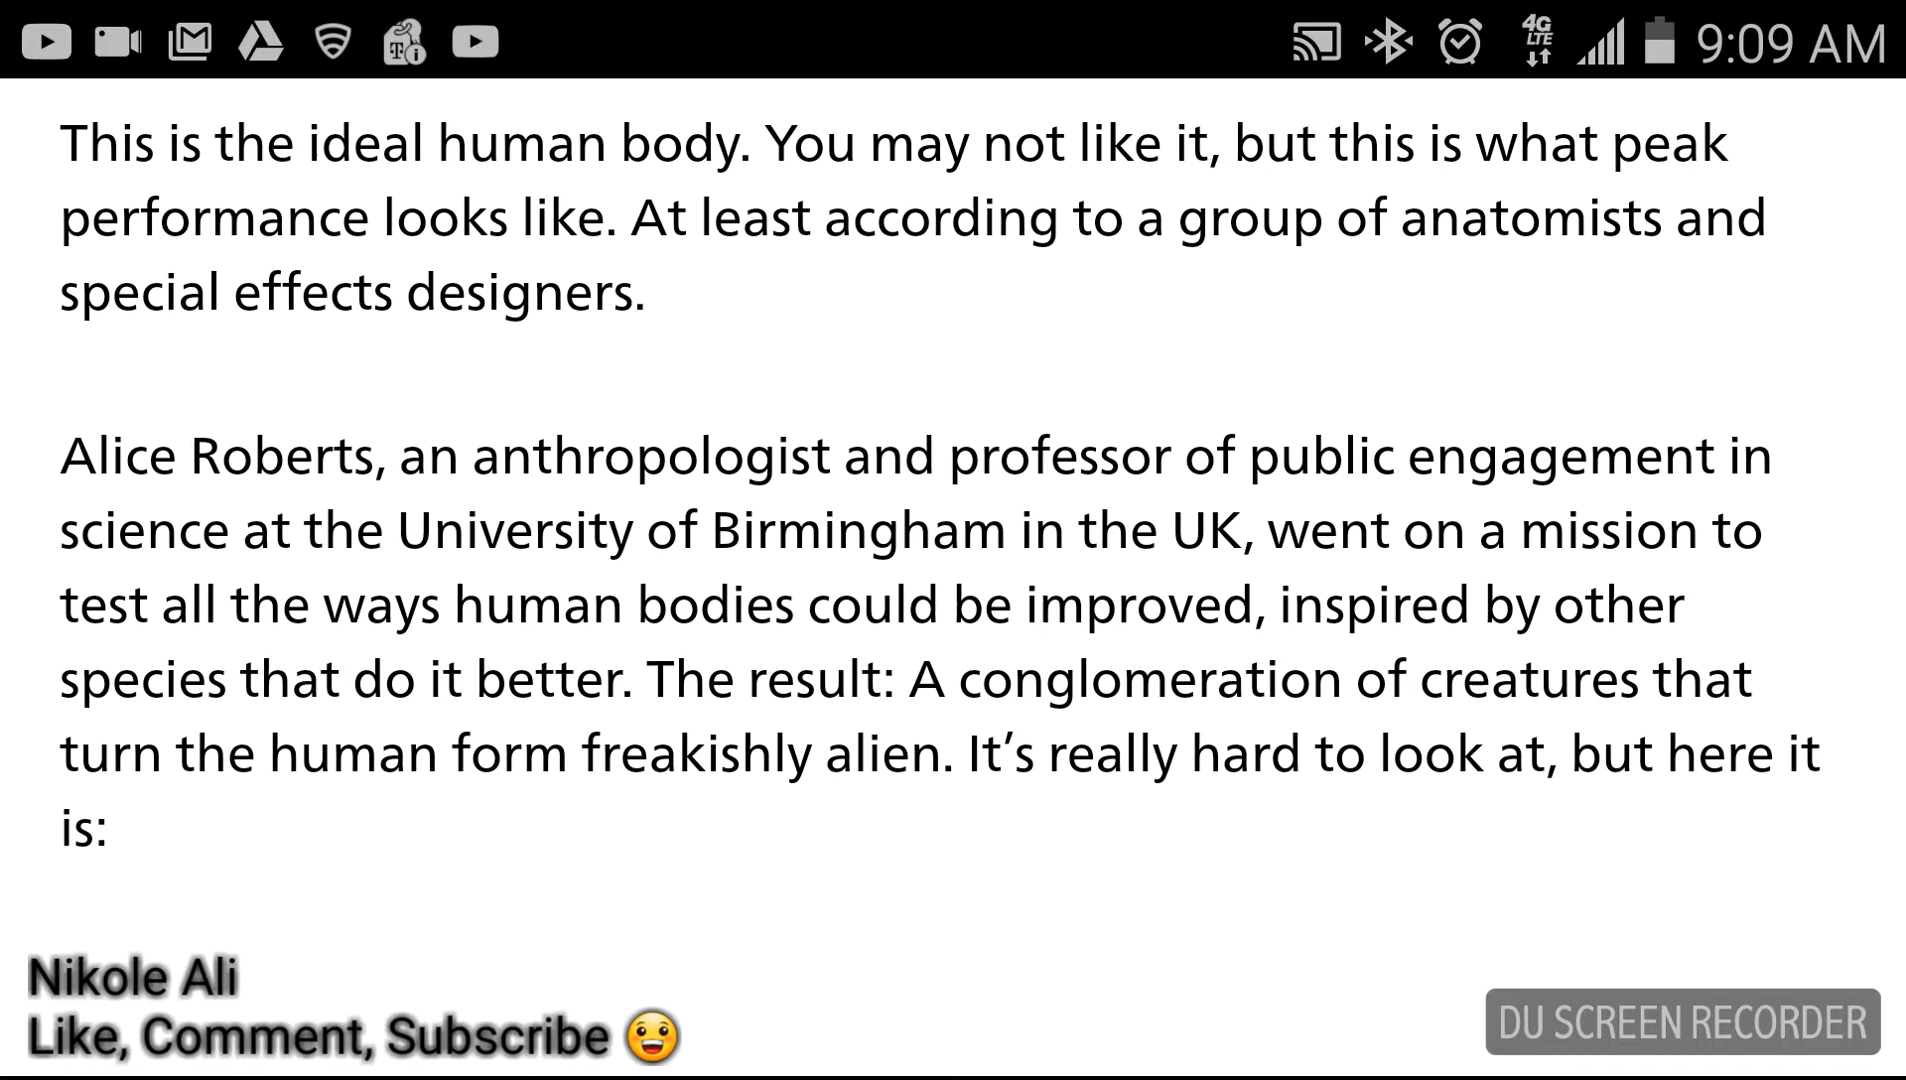 4G
LTE
9:09 AM
This is the ideal human body. You may not like it, but this is what peak
performance looks like. At least according to a group of anatomists and
special effects designers.
Alice Roberts, an anthropologist and professor of public engagement in
science at the University of Birmingham in the UK, went on a mission to
test all the ways human bodies could be improved, inspired by other
species that do it better. The result: A conglomeration of creatures that
turn the human form freakishly alien. It’s really hard to look at, but here it
is:
Nikole Ali
Like, Comment, Subscribe 😀
DU SCREEN RECORDER